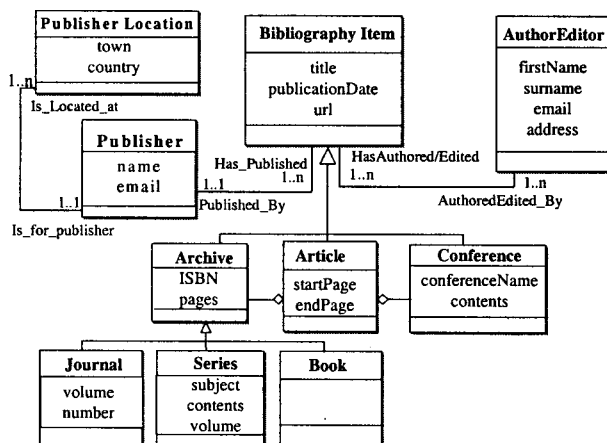 Publisher Location
town
country
1..n
Is_Located_at
Publisher
name
email
1..1
Is_for_publisher
Bibliography Item
title
publicationDate
url
Has_Published
1..1
1..n
Published_By
AuthorEditor
firstName
surname
email
address
HasAuthored/Edited
1..n
1..n
AuthoredEdited_By
Archive
ISBN
pages
Article
startPage
endPage
Conference
conferenceName
contents
Journal
volume
number
Series
subject
contents
volume
Book